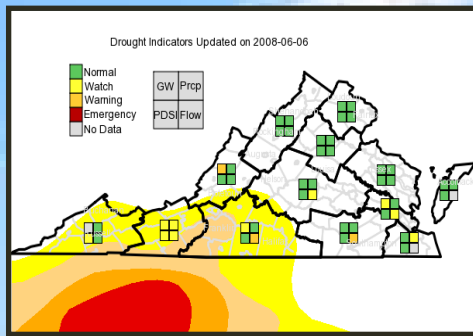 Drought Indicators Updated on 2008-06-06
Normal
Watch
Warning
Emergency
No Data
GW Prcp
PDSI Flow